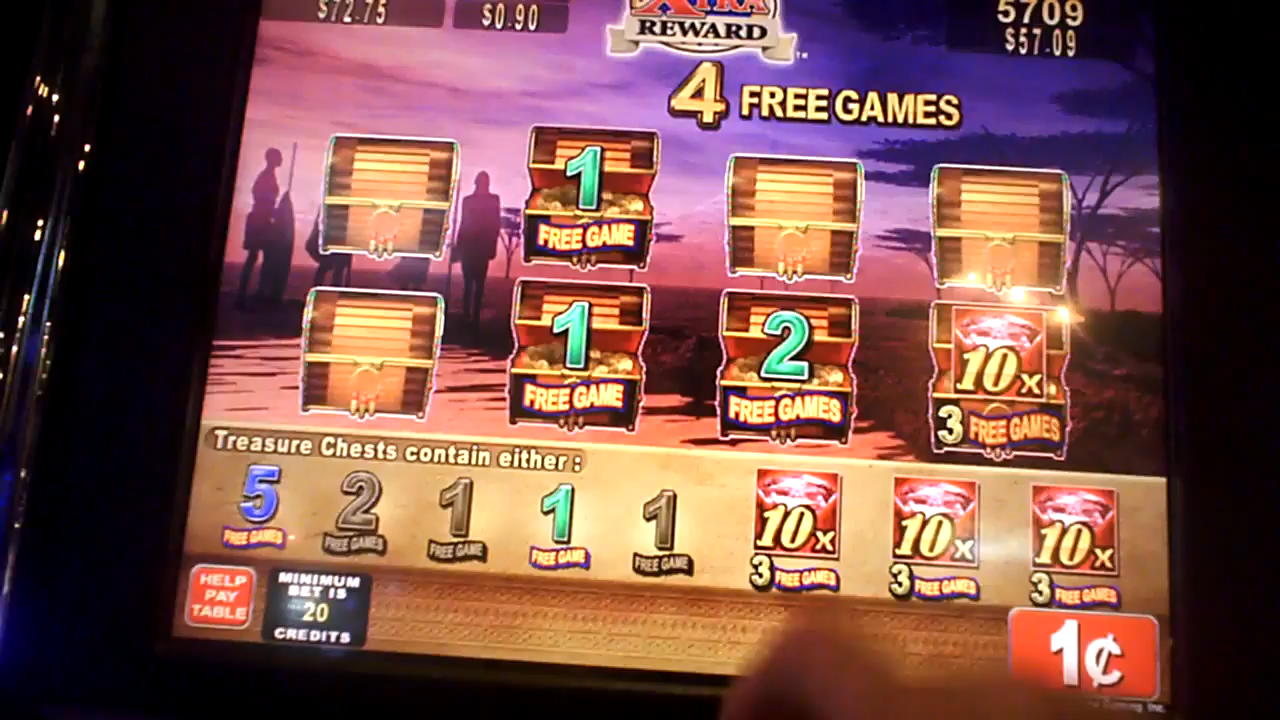 $72.75
$0.90
XTRA
REWARD
TM
5709
$57.09
4 FREE GAMES
1
FREE GAME
1
FREE GAME
2
FREE GAMES
10x
3 FREE GAMES
Treasure Chests contain either :
5
FREE GAMES
2
FREE GAMES
1
FREE GAME
1
FREE GAME
1
FREE GAME
10x
3 FREE GAMES
10x
3 FREE GAMES
10x
3 FREE GAMES
HELP
PAY
TABLE
MINIMUM
BET IS
20
CREDITS
1¢
Inc.